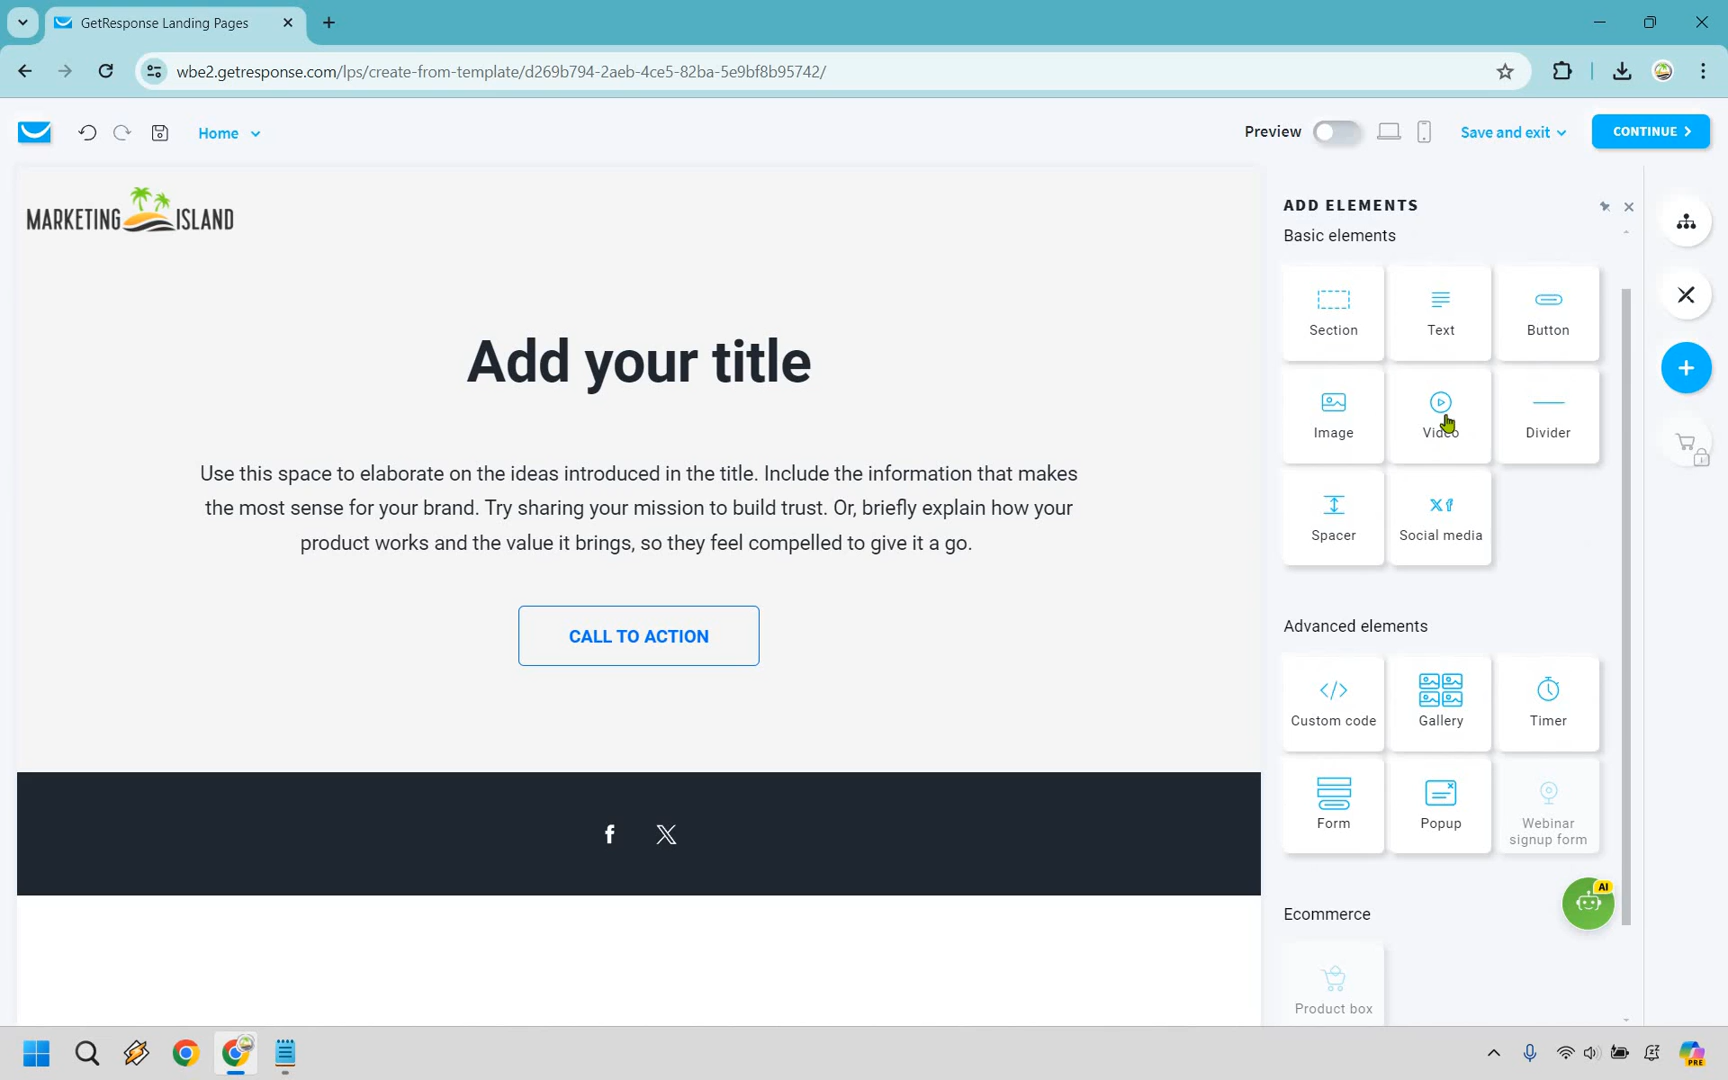 GetResponse Landing Pages
wbe2.getresponse.com/lps/create-from-template/d269b794-2aeb-4ce5-82ba-5e9bf8b95742/
Home
Preview
Save and exit
CONTINUE
MARKETING ISLAND
Add your title
Use this space to elaborate on the ideas introduced in the title. Include the information that makes
the most sense for your brand. Try sharing your mission to build trust. Or, briefly explain how your
product works and the value it brings, so they feel compelled to give it a go.
CALL TO ACTION
ADD ELEMENTS
Basic elements
Section
Text
Button
Image
Video
Divider
Spacer
Social media
Advanced elements
Custom code
Gallery
Timer
Form
Popup
Webinar
signup form
AI
Ecommerce
Product box
PRE